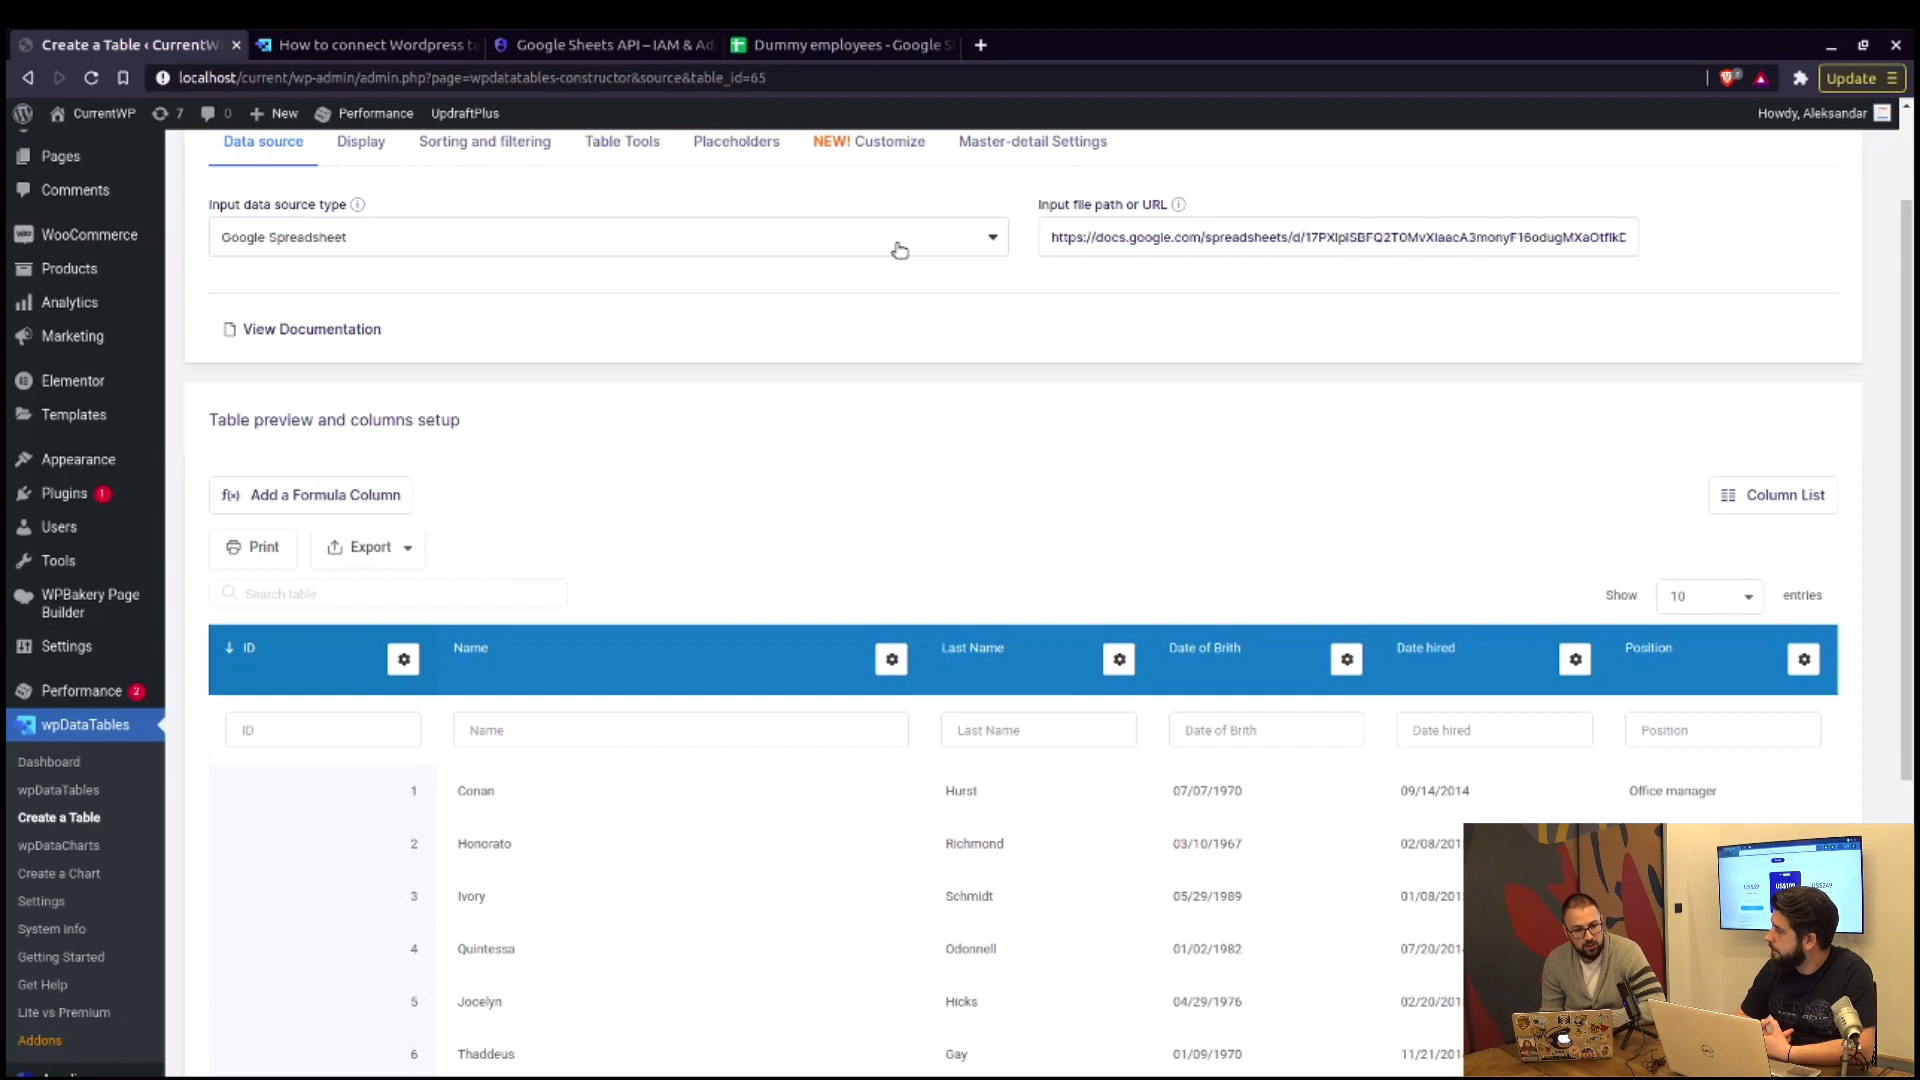 Create a Table ‹ CurrentW
How to connect Wordpress ta
Google Sheets API – IAM & Ad
Dummy employees - Google S
localhost/current/wp-admin/admin.php?page=wpdatatables-constructor&source&table_id=65
Update
CurrentWP
7
0
New
Performance
UpdraftPlus
Howdy, Aleksandar
Pages
Comments
WooCommerce
Products
Analytics
Marketing
Elementor
Templates
Appearance
Plugins 1
Users
Tools
WPBakery Page
Builder
Settings
Performance 2
wpDataTables
Dashboard
wpDataTables
Create a Table
wpDataCharts
Create a Chart
Settings
System info
Getting Started
Get Help
Lite vs Premium
Addons
Data source
Display
Sorting and filtering
Table Tools
Placeholders
NEW! Customize
Master-detail Settings
Input data source type
Google Spreadsheet
Input file path or URL
View Documentation
Table preview and columns setup
f(x) Add a Formula Column
Column List
Print
Export
Search table
Show 10 entries
ID Name Last Name Date of Brith Date hired Position
ID Name Last Name Date of Brith Date hired Position
1 Conan Hurst 07/07/1970 09/14/2014 Office manager
2 Honorato Richmond 03/10/1967 02/08/201
3 Ivory Schmidt 05/29/1989 01/08/201
4 Quintessa Odonnell 01/02/1982 07/20/201
5 Jocelyn Hicks 04/29/1976 02/20/201
6 Thaddeus Gay 01/09/1970 11/21/201